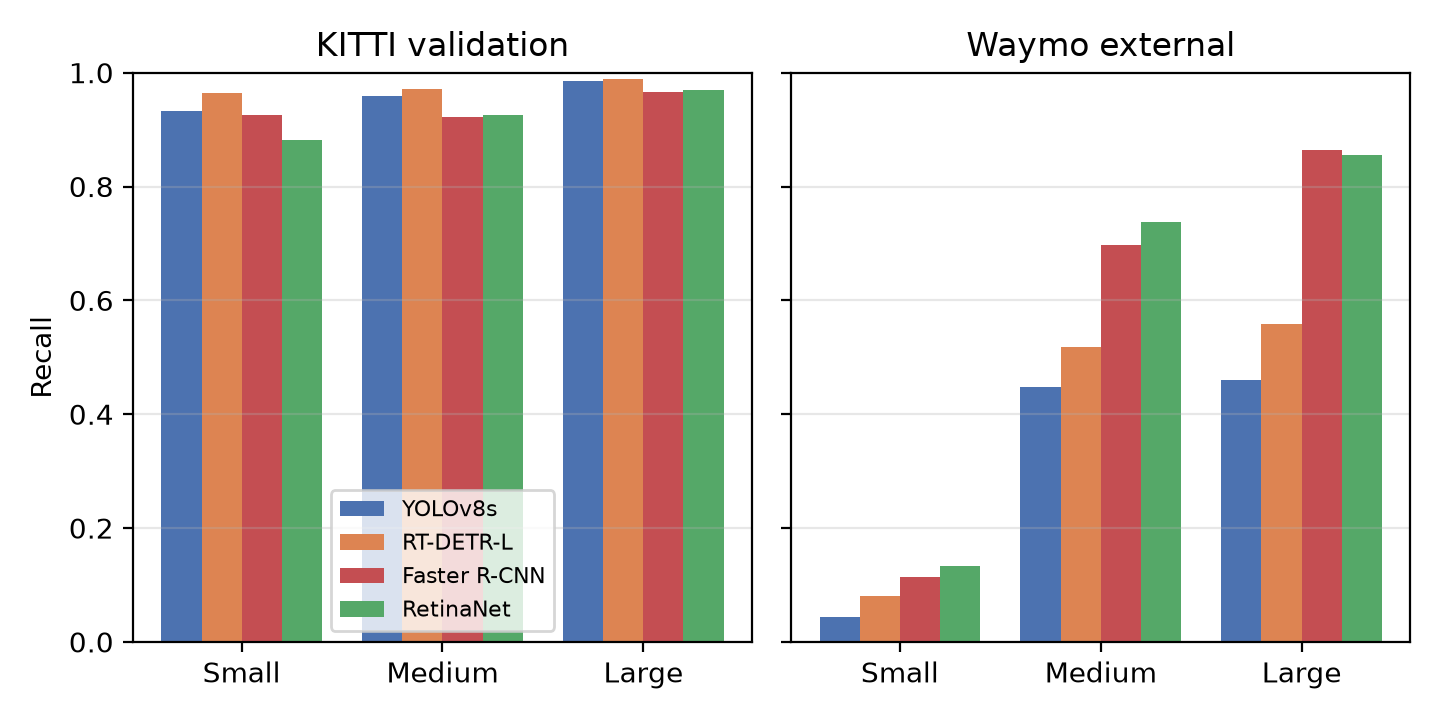 KITTI validation
Waymo external
Recall
1.0
0.8
0.6
0.4
0.2
0.0
YOLOv8s
RT-DETR-L
Faster R-CNN
RetinaNet
Small Medium Large
Small Medium Large